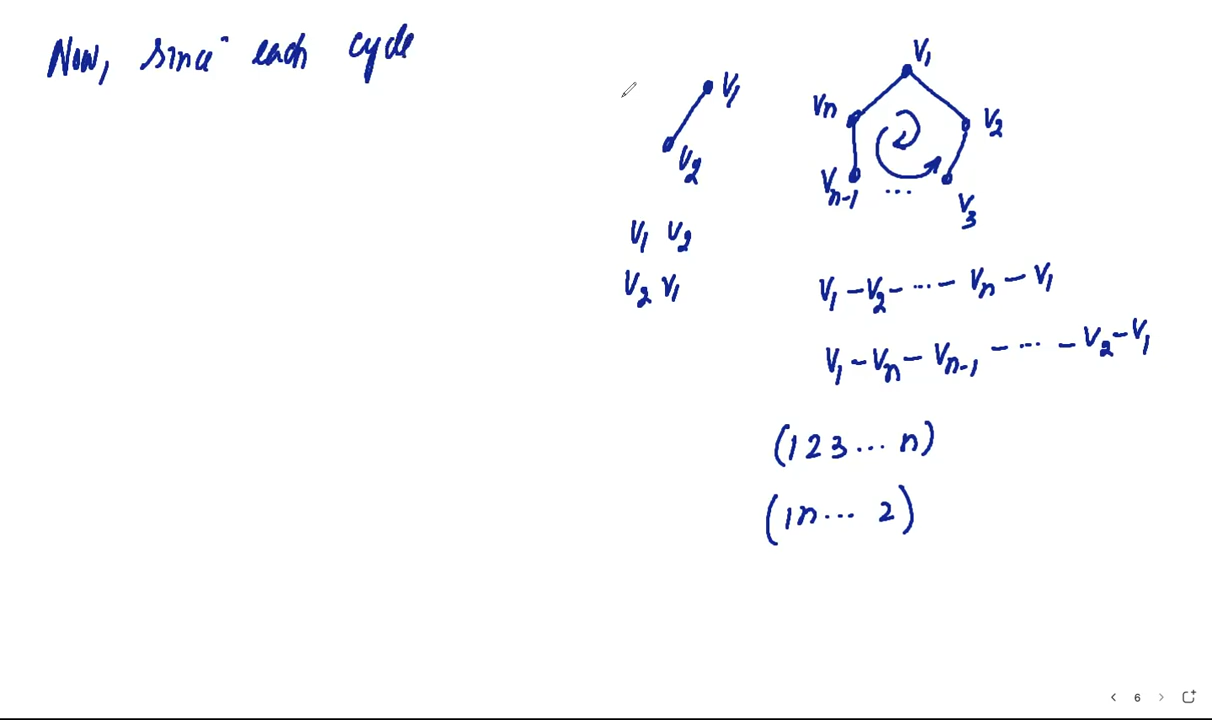 Now, since each cycle
V1
V2
V1 V2
V2 V1
V1
Vn
V2
Vn-1
...
V3
V1 - V2 - ... - Vn - V1
V1 - Vn - Vn-1 - ... - V2 - V1
(1 2 3 ... n)
(1 n ... 2)
< 6 >